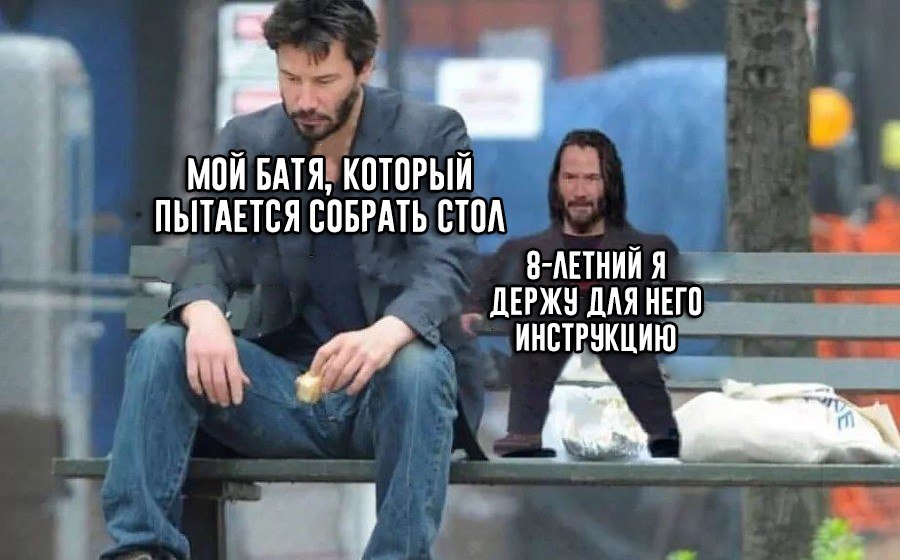 МОЙ БАТЯ, КОТОРЫЙ
ПЫТАЕТСЯ СОБРАТЬ СТОЛ
8-ЛЕТНИЙ Я
ДЕРЖУ ДЛЯ НЕГО
ИНСТРУКЦИЮ